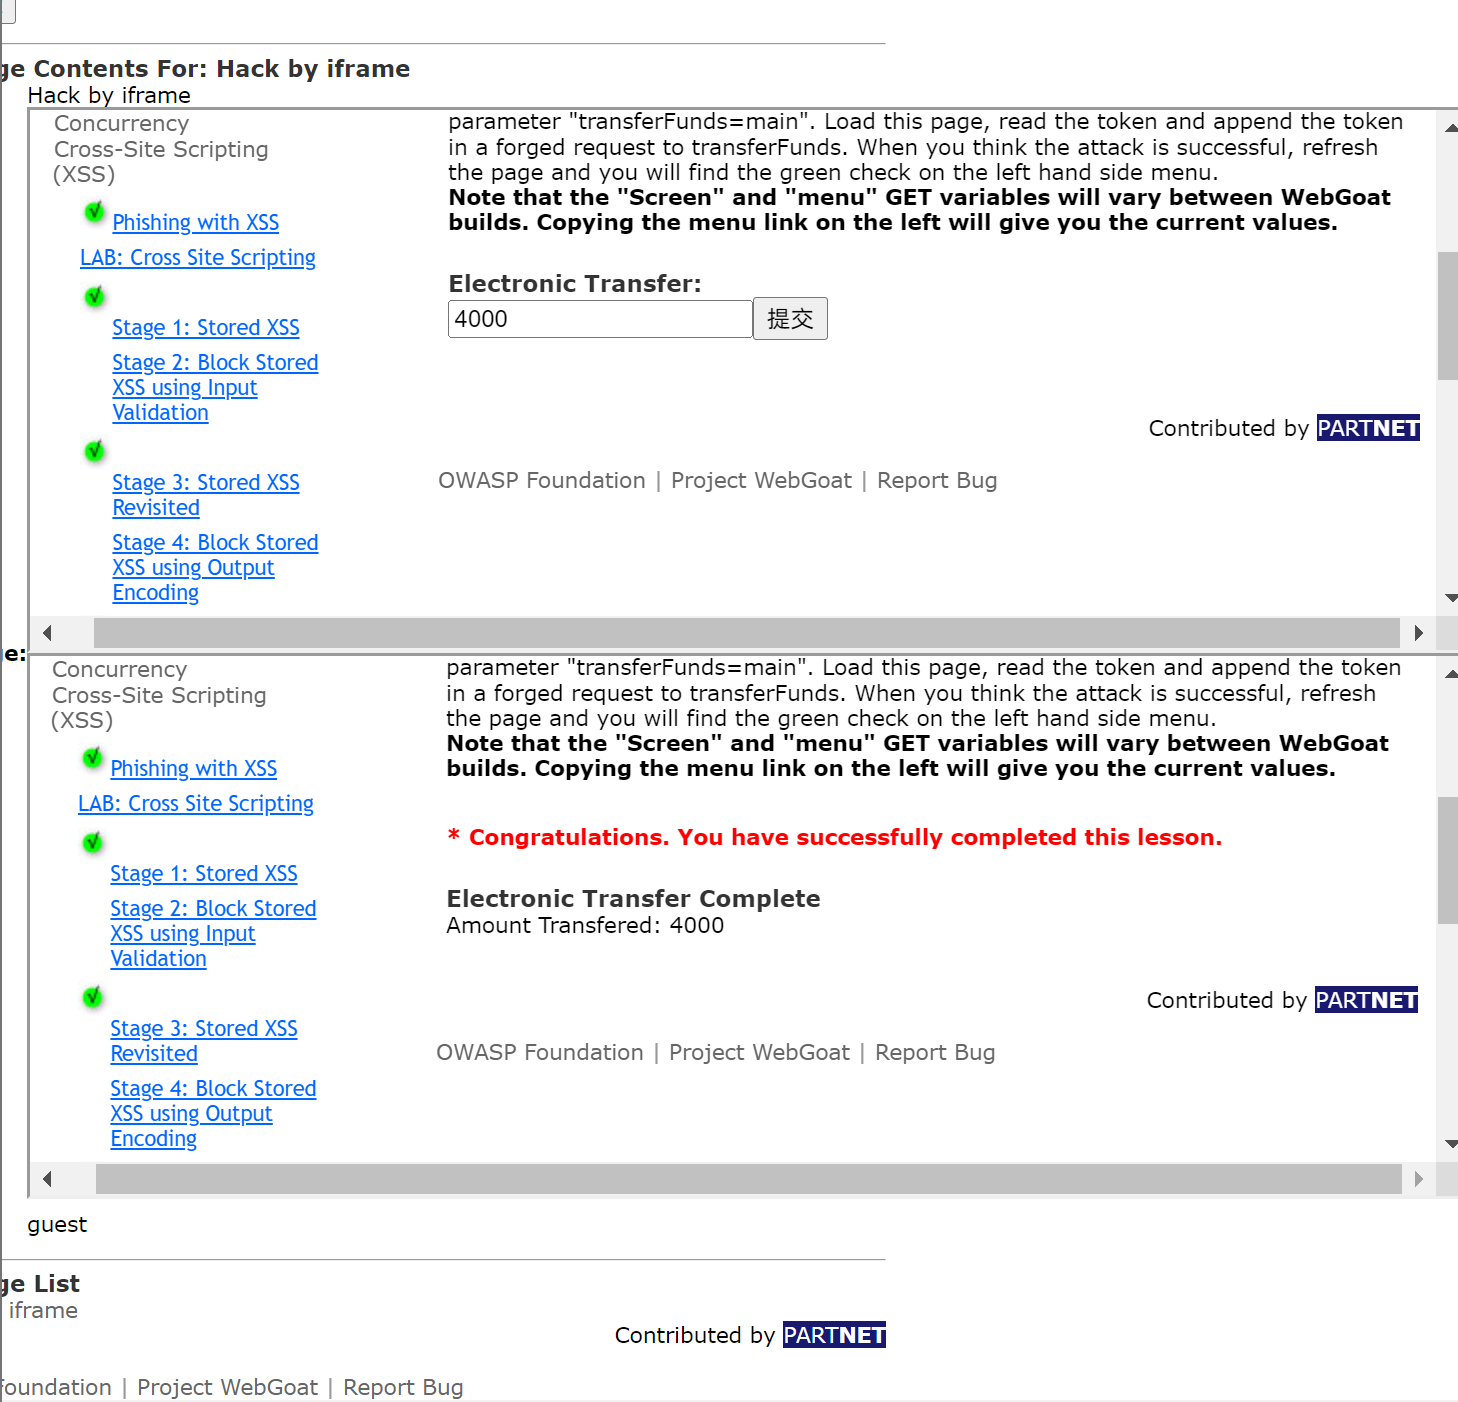 ge Contents For: Hack by iframe
Hack by iframe
Concurrency
Cross-Site Scripting
(XSS)
Phishing with XSS
LAB: Cross Site Scripting
Stage 1: Stored XSS
Stage 2: Block Stored
XSS using Input
Validation
Stage 3: Stored XSS
Revisited
Stage 4: Block Stored
XSS using Output
Encoding
parameter "transferFunds=main". Load this page, read the token and append the token
in a forged request to transferFunds. When you think the attack is successful, refresh
the page and you will find the green check on the left hand side menu.
Note that the "Screen" and "menu" GET variables will vary between WebGoat
builds. Copying the menu link on the left will give you the current values.
Electronic Transfer:
4000 提交
Contributed by PARTNET
OWASP Foundation | Project WebGoat | Report Bug
e:
Concurrency
Cross-Site Scripting
(XSS)
Phishing with XSS
LAB: Cross Site Scripting
Stage 1: Stored XSS
Stage 2: Block Stored
XSS using Input
Validation
Stage 3: Stored XSS
Revisited
Stage 4: Block Stored
XSS using Output
Encoding
parameter "transferFunds=main". Load this page, read the token and append the token
in a forged request to transferFunds. When you think the attack is successful, refresh
the page and you will find the green check on the left hand side menu.
Note that the "Screen" and "menu" GET variables will vary between WebGoat
builds. Copying the menu link on the left will give you the current values.
* Congratulations. You have successfully completed this lesson.
Electronic Transfer Complete
Amount Transfered: 4000
Contributed by PARTNET
OWASP Foundation | Project WebGoat | Report Bug
guest
ge List
iframe
Contributed by PARTNET
oundation | Project WebGoat | Report Bug